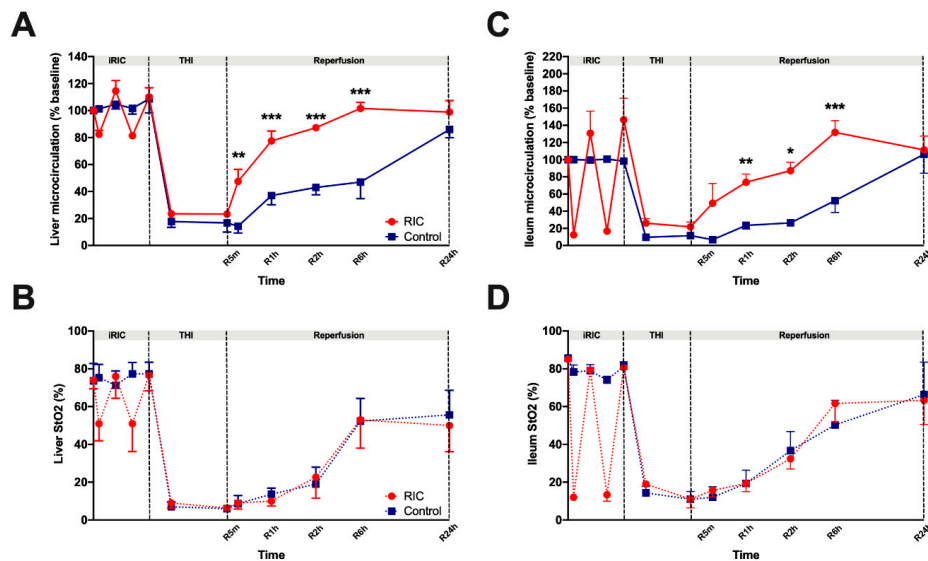 A
Liver microcirculation (% baseline)
140
120
100
80
60
40
20
0
iRIC
THI
Reperfusion
**
***
***
***
RIC
Control
R5m
R1h
R2h
R6h
R24h
Time
C
Ileum microcirculation (% baseline)
220
200
180
160
140
120
100
80
60
40
20
0
iRIC
THI
Reperfusion
**
*
***
R5m
R1h
R2h
R6h
R24h
Time
B
Liver StO2 (%)
100
80
60
40
20
0
iRIC
THI
Reperfusion
RIC
Control
R5m
R1h
R2h
R6h
R24h
Time
D
Ileum StO2 (%)
100
80
60
40
20
0
iRIC
THI
Reperfusion
R5m
R1h
R2h
R6h
R24h
Time